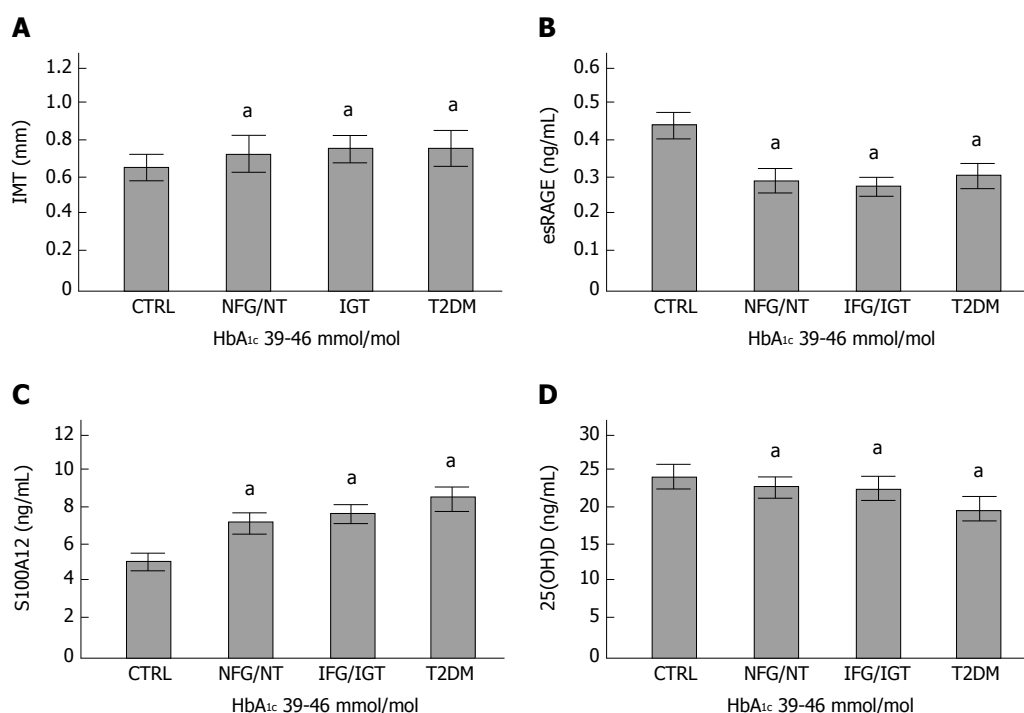 A
IMT (mm)
1.2
1.0
0.8
0.6
0.4
0.2
0
a
a
a
CTRL
NFG/NT
IGT
T2DM
HbA1c 39-46 mmol/mol
B
esRAGE (ng/mL)
0.6
0.5
0.4
0.3
0.2
0.1
0
a
a
a
CTRL
NFG/NT
IFG/IGT
T2DM
HbA1c 39-46 mmol/mol
C
S100A12 (ng/mL)
12
10
8
6
4
2
0
a
a
a
CTRL
NFG/NT
IFG/IGT
T2DM
HbA1c 39-46 mmol/mol
D
25(OH)D (ng/mL)
30
25
20
15
10
5
0
a
a
a
CTRL
NFG/NT
IFG/IGT
T2DM
HbA1c 39-46 mmol/mol